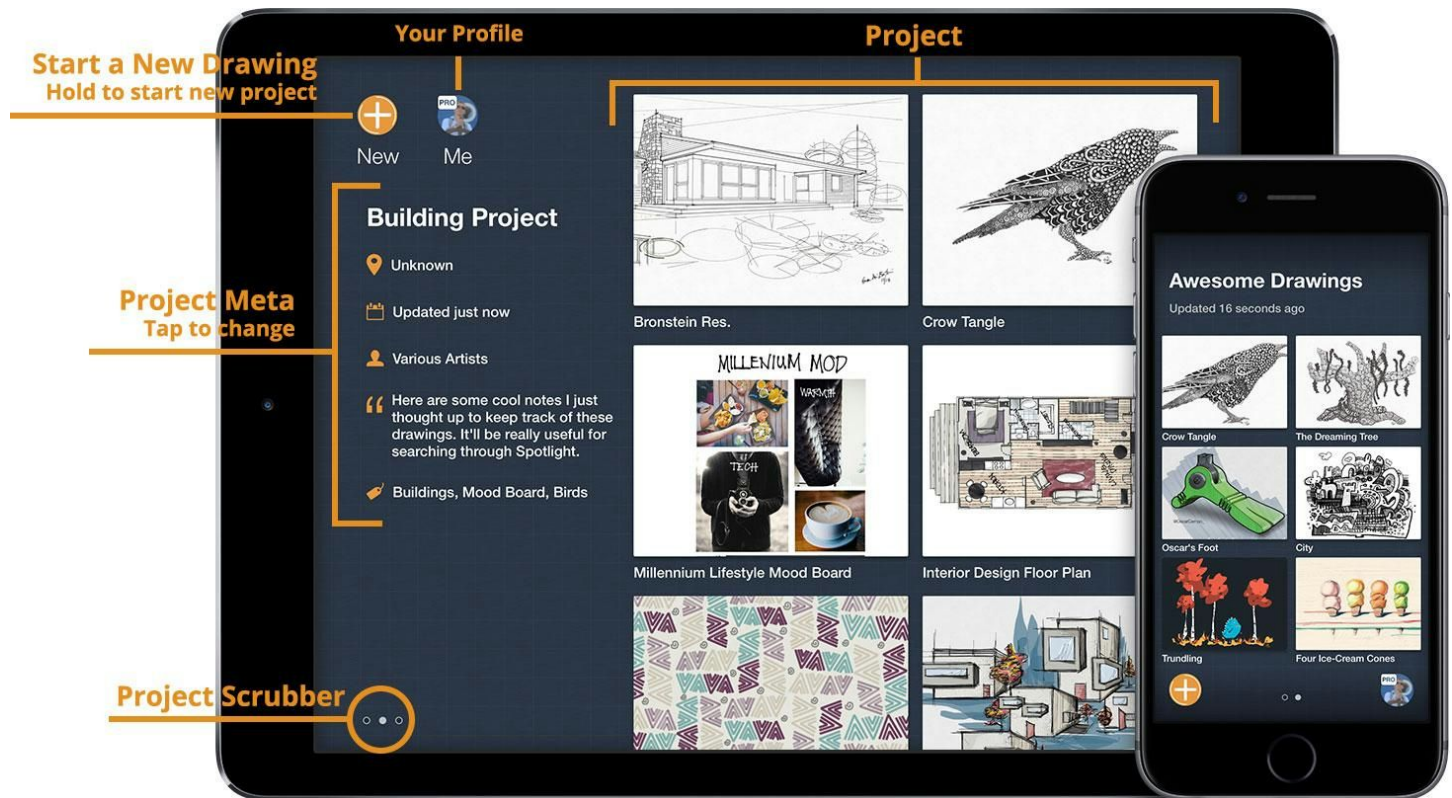 Your Profile
Project
Start a New Drawing
Hold to start new project
PRO
New
Me
Building Project
Unknown
Updated just now
Various Artists
Here are some cool notes I just
thought up to keep track of these
drawings. It'll be really useful for
searching through Spotlight.
Buildings, Mood Board, Birds
Project Meta
Tap to change
Project Scrubber
Bronstein Res.
Crow Tangle
MILLENIUM MOD
WARMTH
TECH
Millennium Lifestyle Mood Board
Interior Design Floor Plan
Awesome Drawings
Updated 16 seconds ago
Crow Tangle
The Dreaming Tree
Oscar's Foot
City
Trundling
Four Ice-Cream Cones
PRO